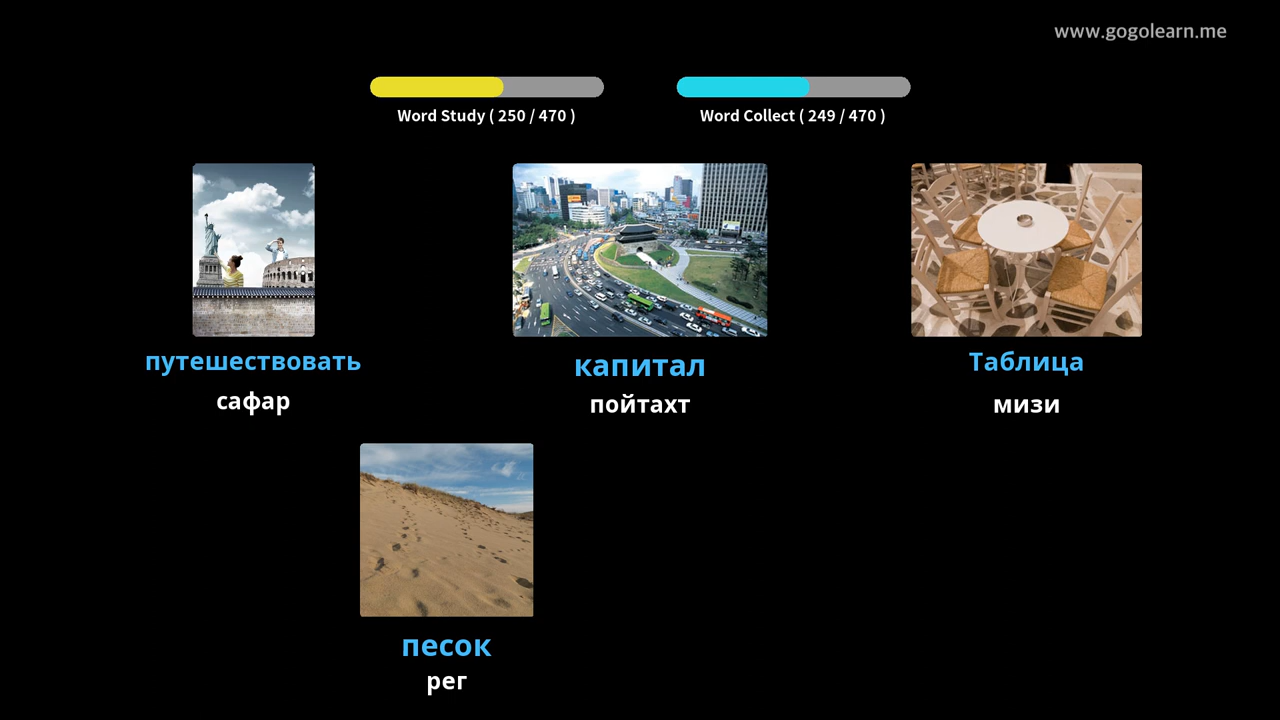 www.gogolearn.me
Word Study ( 250 / 470 )
Word Collect ( 249 / 470 )
путешествовать
сафар
капитал
пойтахт
Таблица
мизи
песок
рег